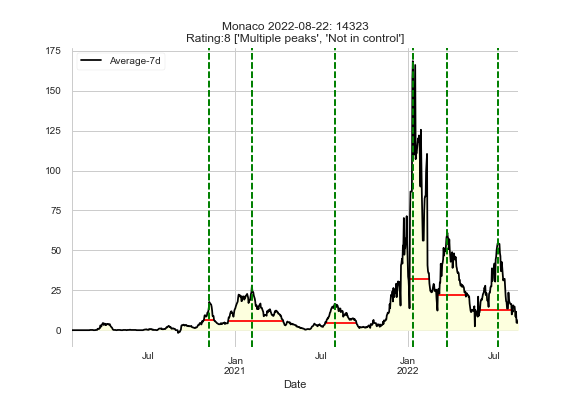 Monaco 2022-08-22: 14323
Rating:8 ['Multiple peaks', 'Not in control']
Average-7d
175
150
125
100
75
50
25
0
Jul
Jan
2021
Jul
Jan
2022
Jul
Date